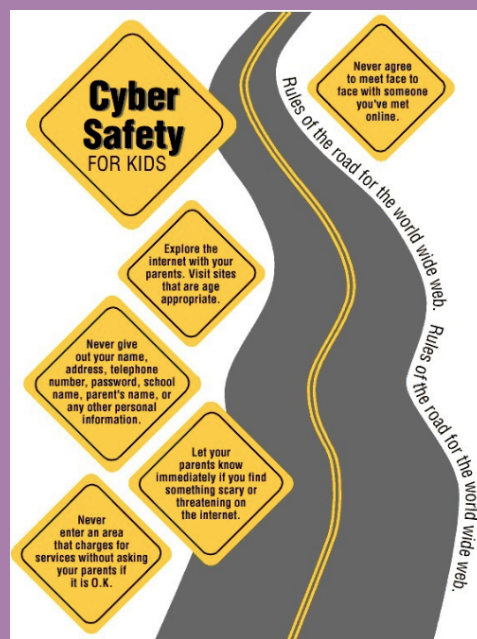 Cyber
Safety
FOR KIDS
Never agree
to meet face to
face with someone
you've met
online.
Rules of the road for the world wide web.
Rules of the road for the world wide web.
Explore the
internet with your
parents. Visit sites
that are age
appropriate.
Never give
out your name,
address, telephone
number, password, school
name, parent's name, or
any other personal
information.
Let your
parents know
immediately if you find
something scary or
threatening on
the internet.
Never
enter an area
that charges for
services without asking
your parents if
it is O.K.